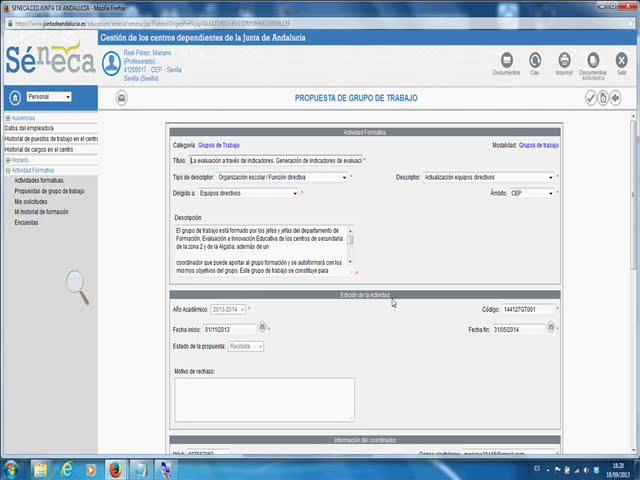 SENECA.CED.JUNTA DE ANDALUCIA - Mozilla Firefox
Séneca
Gestión de los centros dependientes de la Junta de Andalucía
Real Pérez, Mariano
(Profesorado)
41200017 - CEP - Sevilla
Sevilla (Sevilla)
Documentos
Cau
Imprimir
Documentos
solicitados
Salir
Personal
PROPUESTA DE GRUPO DE TRABAJO
Ausencias
Datos del empleado/a
Historial de puestos de trabajo en el centro
Historial de cargos en el centro
Horario
Actividad Formativa
Actividades formativas
Propuestas de grupo de trabajo
Mis solicitudes
Mi historial de formación
Encuestas
Actividad Formativa
Categoría: Grupos de Trabajo
Modalidad: Grupos de trabajo
Título: La evaluación a través de indicadores. Generación de indicadores de evaluaci *
Tipo de descriptor: Organización escolar / Función directiva *
Descriptor: Actualización equipos directivos *
Dirigido a: Equipos directivos *
Ámbito: CEP *
Descripción:
El grupo de trabajo está formado por los jefes y jefas del departamento de
Formación, Evaluación e Innovación Educativa de los centros de secundaria
de la zona 2 y de la Algaba, además de un
coordinador que puede aportar al grupo formación y se autoformará con los
mismos objetivos del grupo. Este grupo de trabajo se constituye para
Edición de la Actividad
Año Académico: 2013-2014 *
Código: 144127GT001
Fecha inicio: 01/11/2013 *
Fecha fin: 31/05/2014 *
Estado de la propuesta: Recibida
Motivo de rechazo:
Información del coordinador
ES
18:20
18/09/2013